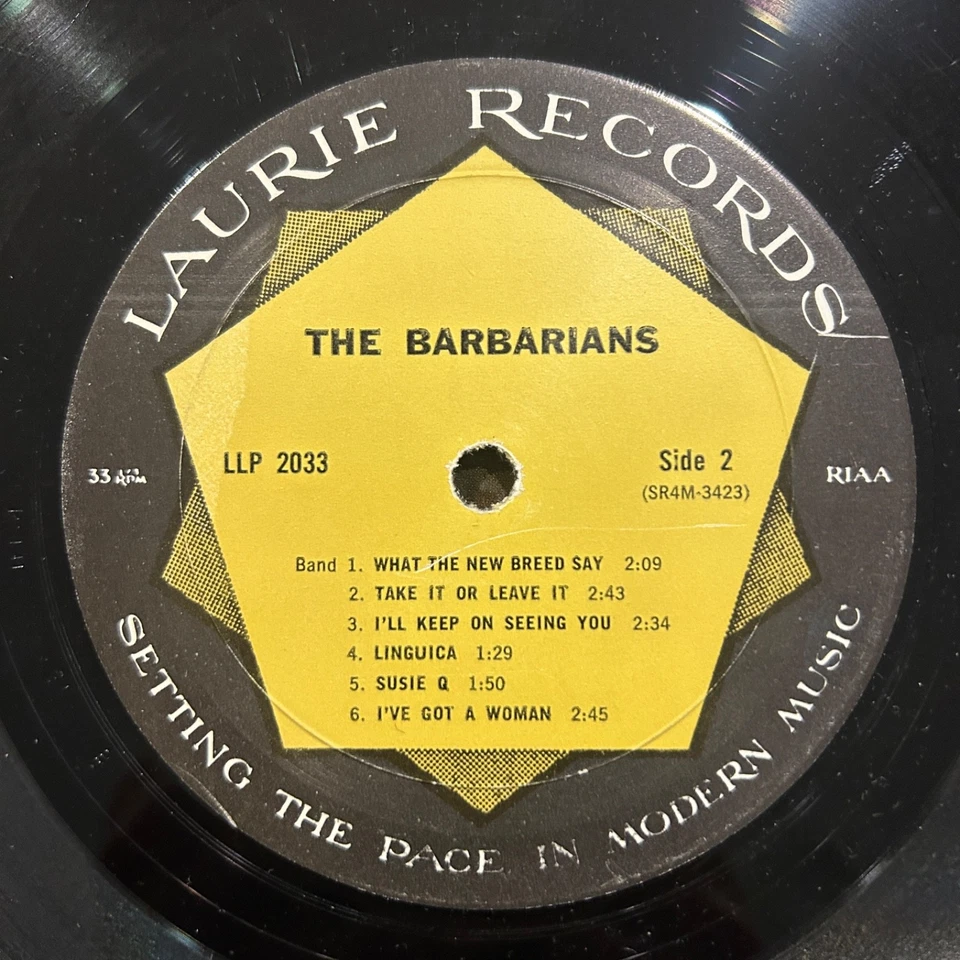 LAURIE RECORDS
THE BARBARIANS
LLP 2033
Side 2
(SR4M-3423)
33 1/3 RPM
RIAA
Band 1. WHAT THE NEW BREED SAY 2:09
2. TAKE IT OR LEAVE IT 2:43
3. I'LL KEEP ON SEEING YOU 2:34
4. LINGUICA 1:29
5. SUSIE Q 1:50
6. I'VE GOT A WOMAN 2:45
SETTING THE PACE IN MODERN MUSIC